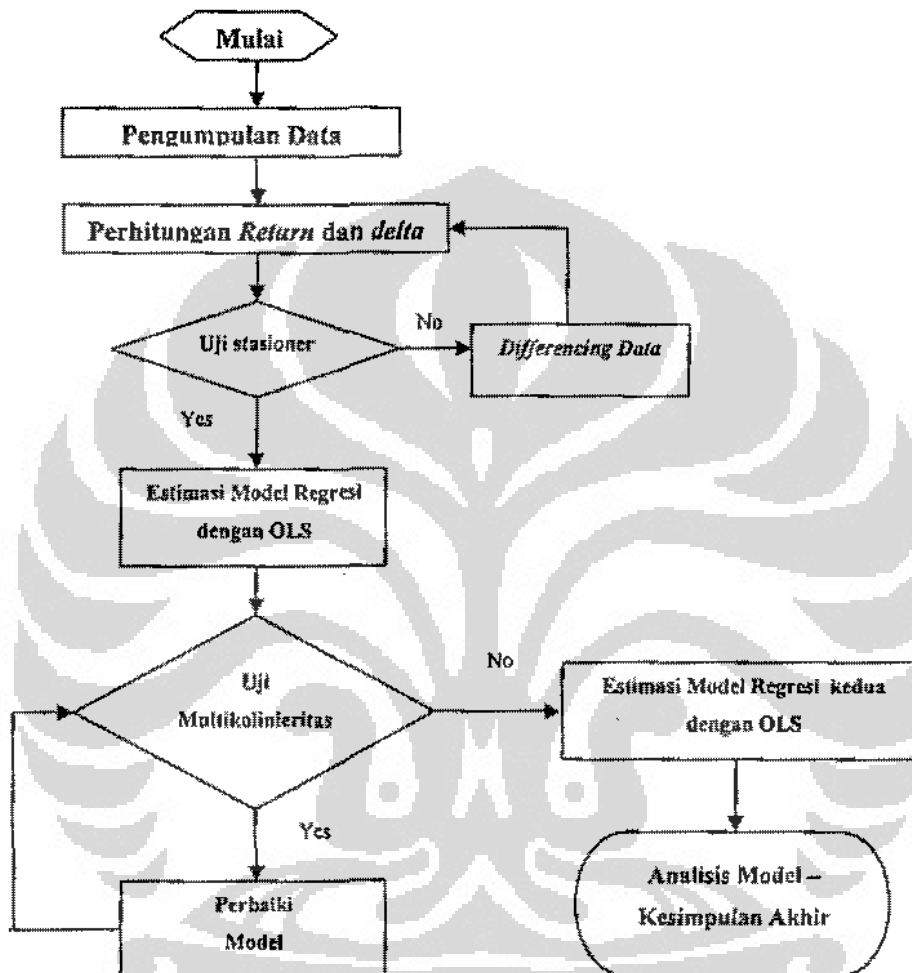 Mulai
Pengumpulan Data
Perhitungan Return dan delta
Uji stasioner
No
Differencing Data
Yes
Estimasi Model Regresi
dengan OLS
Uji
Multikolinieritas
No
Estimasi Model Regresi kedua
dengan OLS
Yes
Perbaiki
Model
Analisis Model –
Kesimpulan Akhir